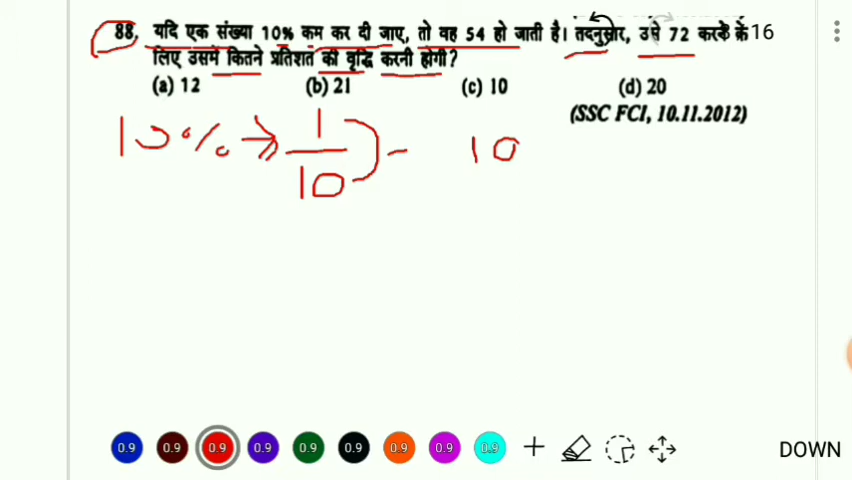 88. यदि एक संख्या 10% कम कर दी जाए, तो वह 54 हो जाती है। तदनुसार, उसे 72 करके के 16
लिए उसमें कितने प्रतिशत की वृद्धि करनी होगी?
(a) 12 (b) 21 (c) 10 (d) 20
(SSC FCI, 10.11.2012)
10% → 1/10) - 10
0.9 0.9 0.9 0.9 0.9 0.9 0.9 0.9 0.9 DOWN